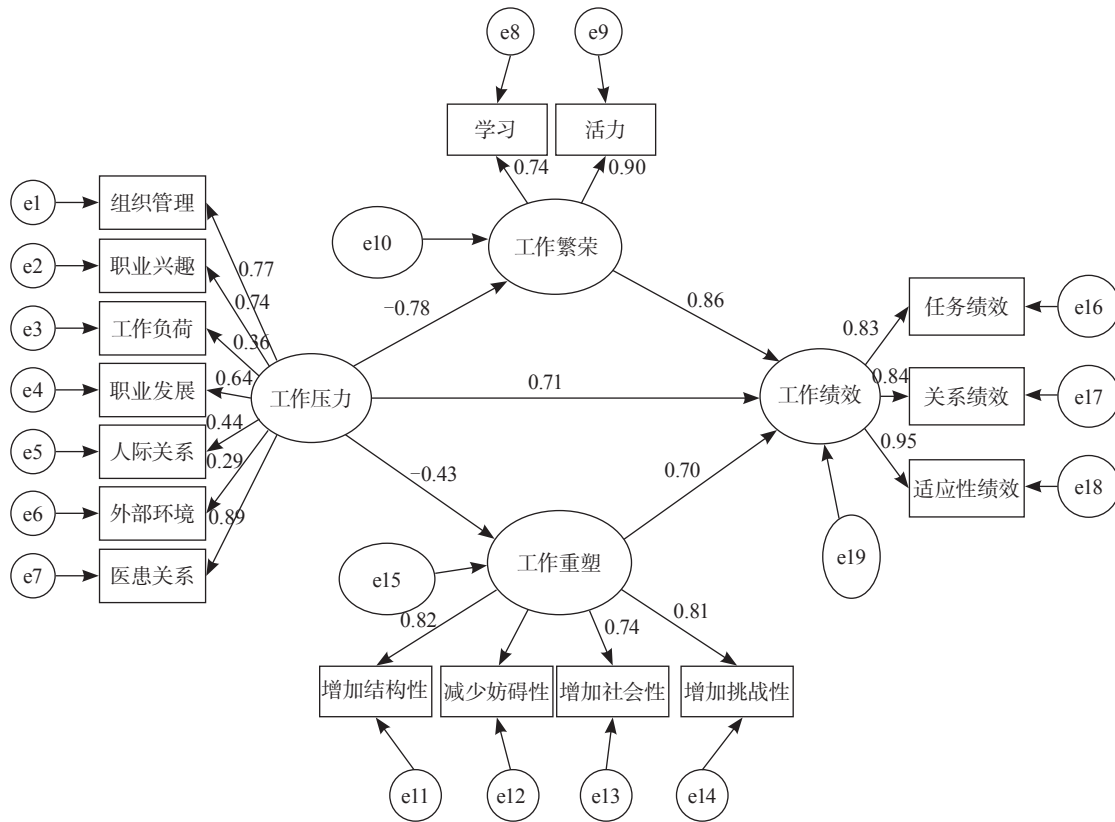 e8
e9
学习
活力
0.74
0.90
e1
组织管理
e10
工作繁荣
e2
职业兴趣
0.77
e3
工作负荷
0.74
−0.78
0.86
任务绩效
e16
0.36
0.83
e4
职业发展
0.64
工作压力
0.71
工作绩效
0.84
关系绩效
e17
e5
人际关系
0.44
0.29
−0.43
0.70
0.95
适应性绩效
e18
e6
外部环境
0.89
e7
医患关系
e15
工作重塑
e19
0.82
0.74
0.81
增加结构性
减少妨碍性
增加社会性
增加挑战性
e11
e12
e13
e14